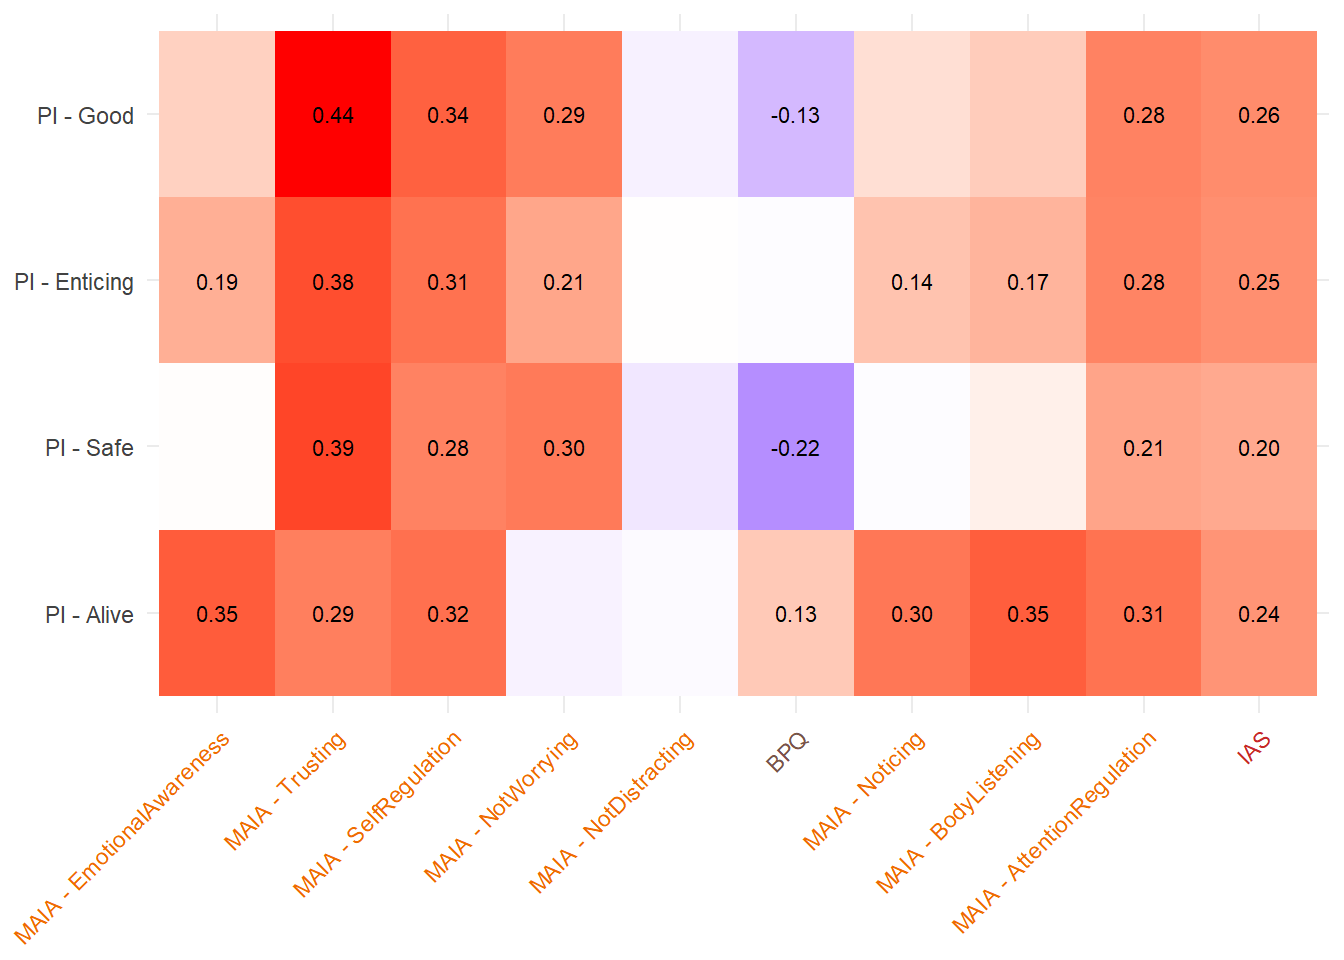 PI - Good
0.44
0.34
0.29
-0.13
0.28
0.26
PI - Enticing
0.19
0.38
0.31
0.21
0.14
0.17
0.28
0.25
PI - Safe
0.39
0.28
0.30
-0.22
0.21
0.20
PI - Alive
0.35
0.29
0.32
0.13
0.30
0.35
0.31
0.24
MAIA - EmotionalAwareness
MAIA - Trusting
MAIA - SelfRegulation
MAIA - NotWorrying
MAIA - NotDistracting
BPQ
MAIA - Noticing
MAIA - BodyListening
MAIA - AttentionRegulation
IAS